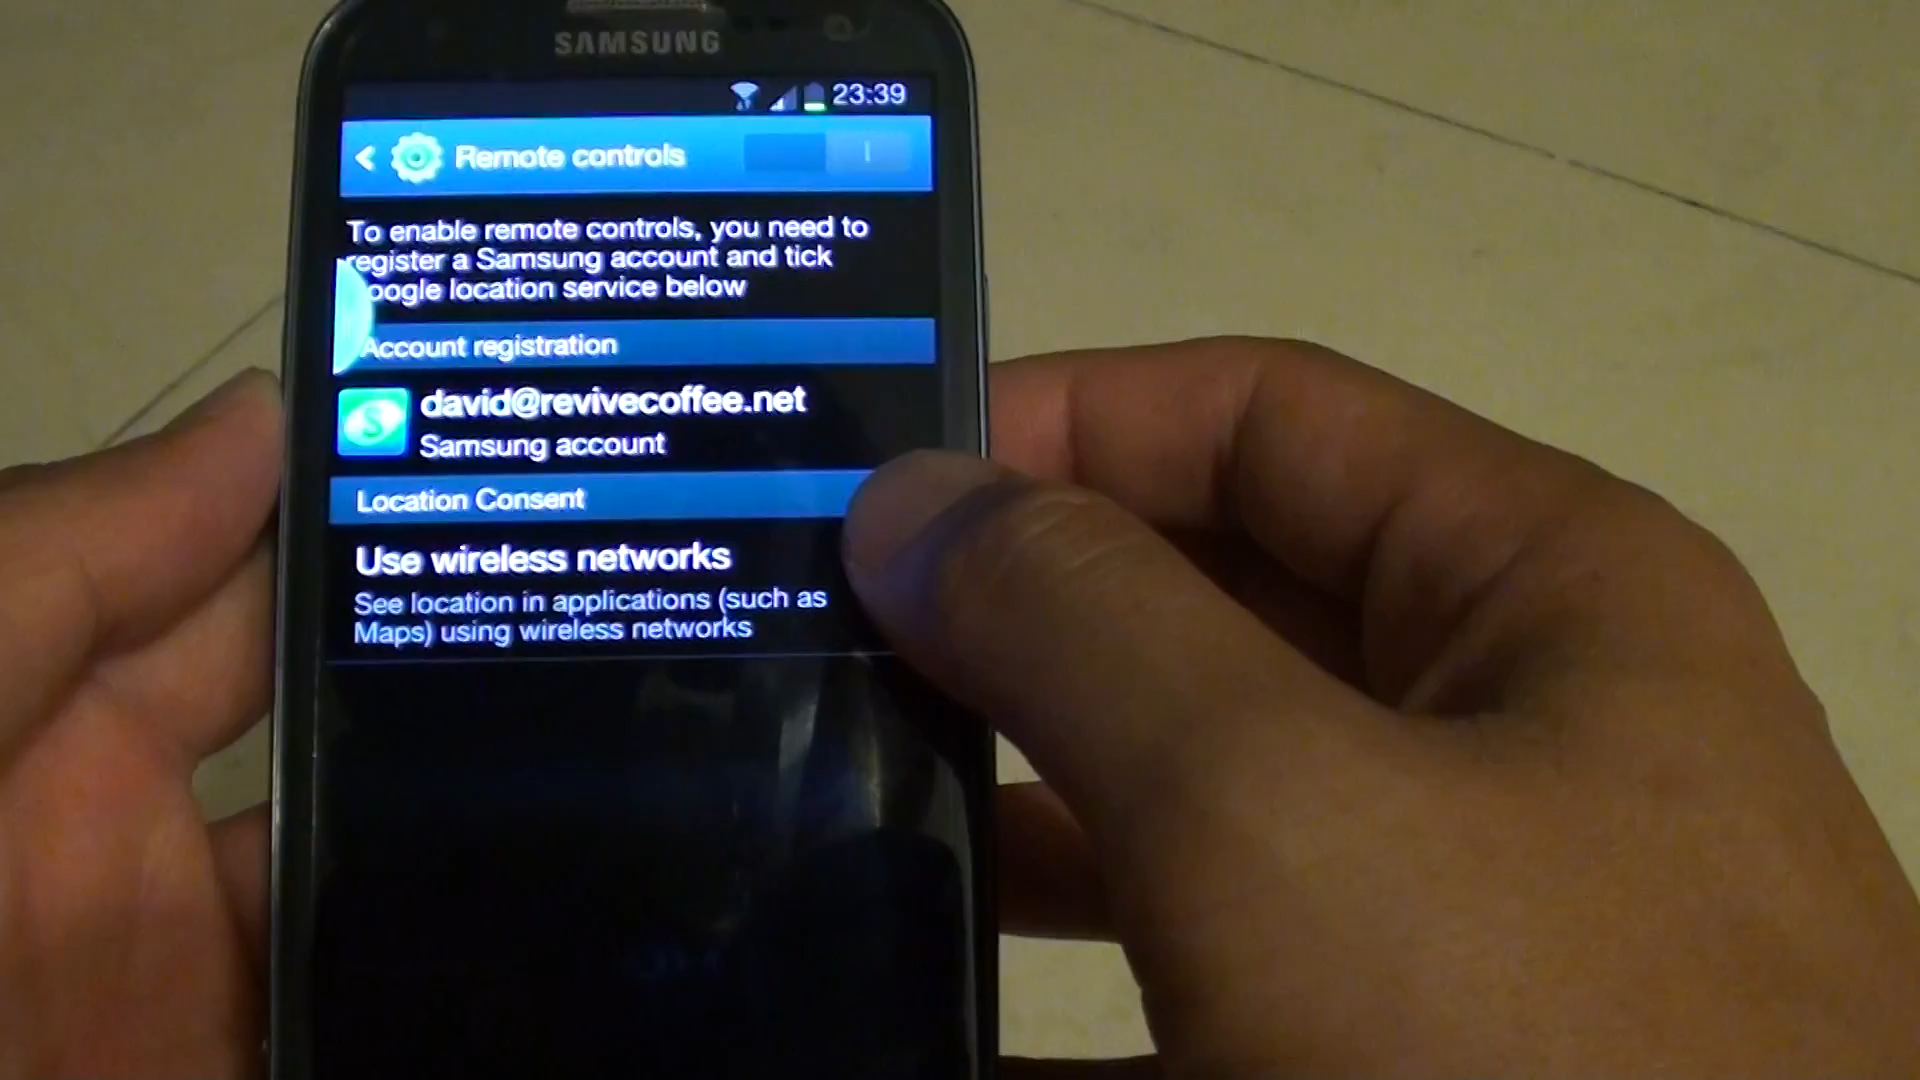 SAMSUNG
23:39
Remote controls
To enable remote controls, you need to
register a Samsung account and tick
oogle location service below
Account registration
S
david@revivecoffee.net
Samsung account
Location Consent
Use wireless networks
See location in applications (such as
Maps) using wireless networks